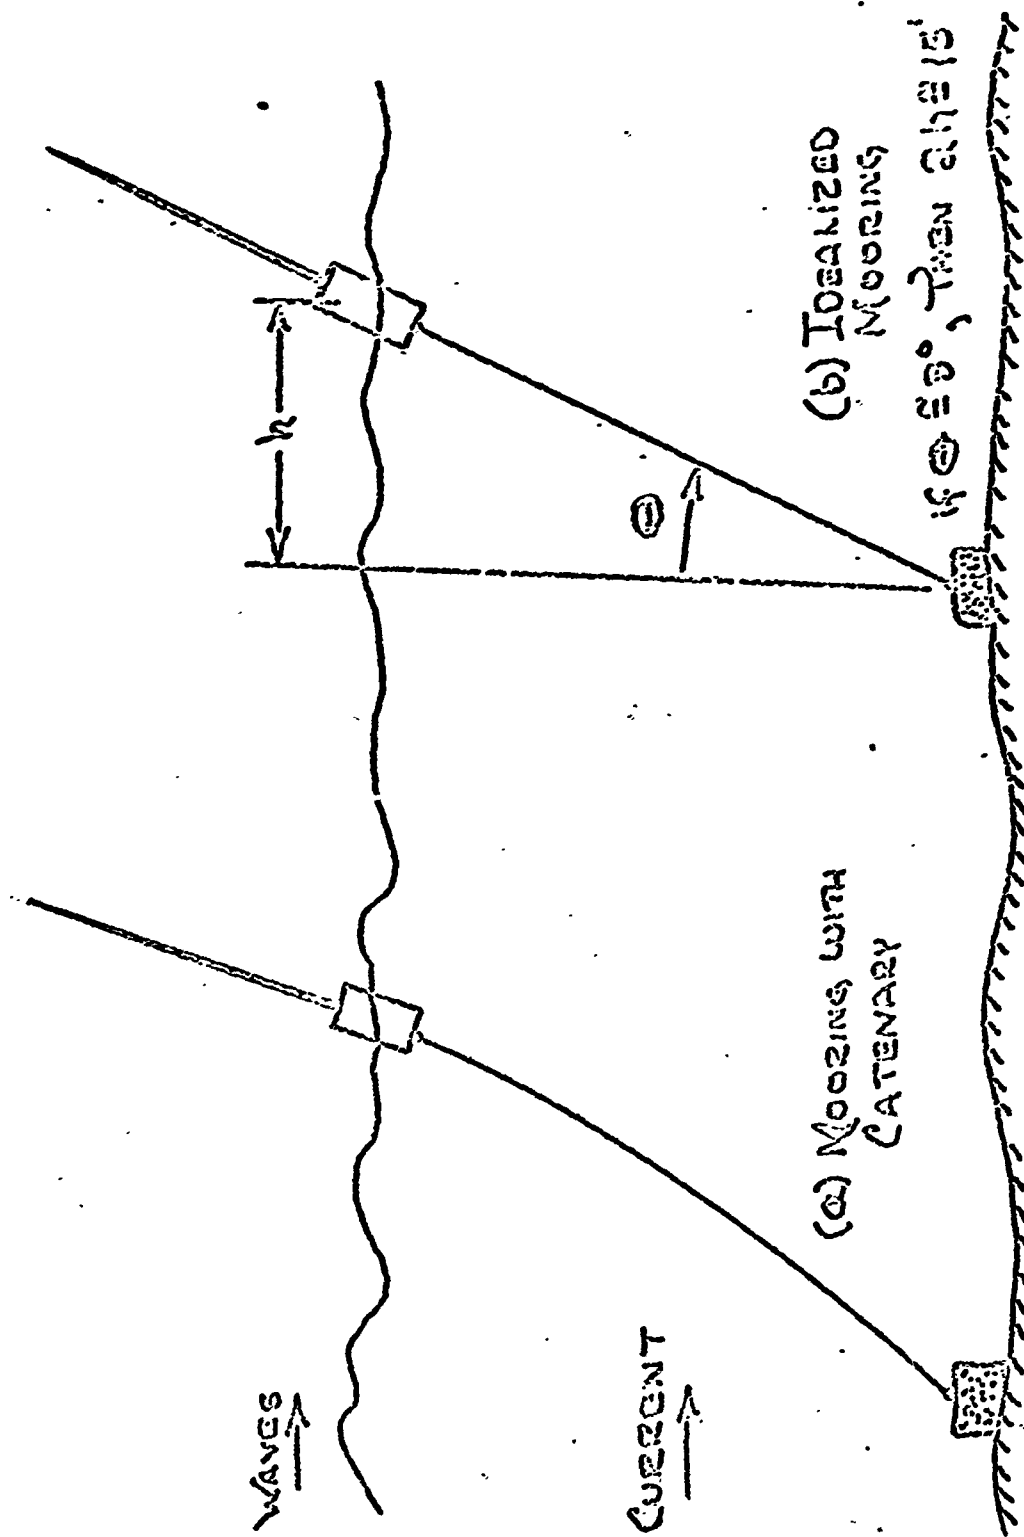 WAVES
CURRENT
h
Θ
(a) MOORING WITH
CATENARY
(b) IDEALIZED
MOORING
IF Θ = 30°, THEN 2h = 15'